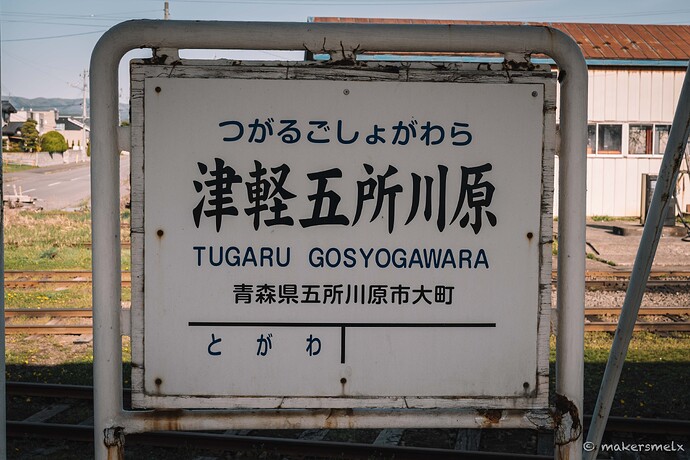 つがるごしょがわら
津軽五所川原
TUGARU GOSYOGAWARA
青森県五所川原市大町
とがわ
© makersmelx